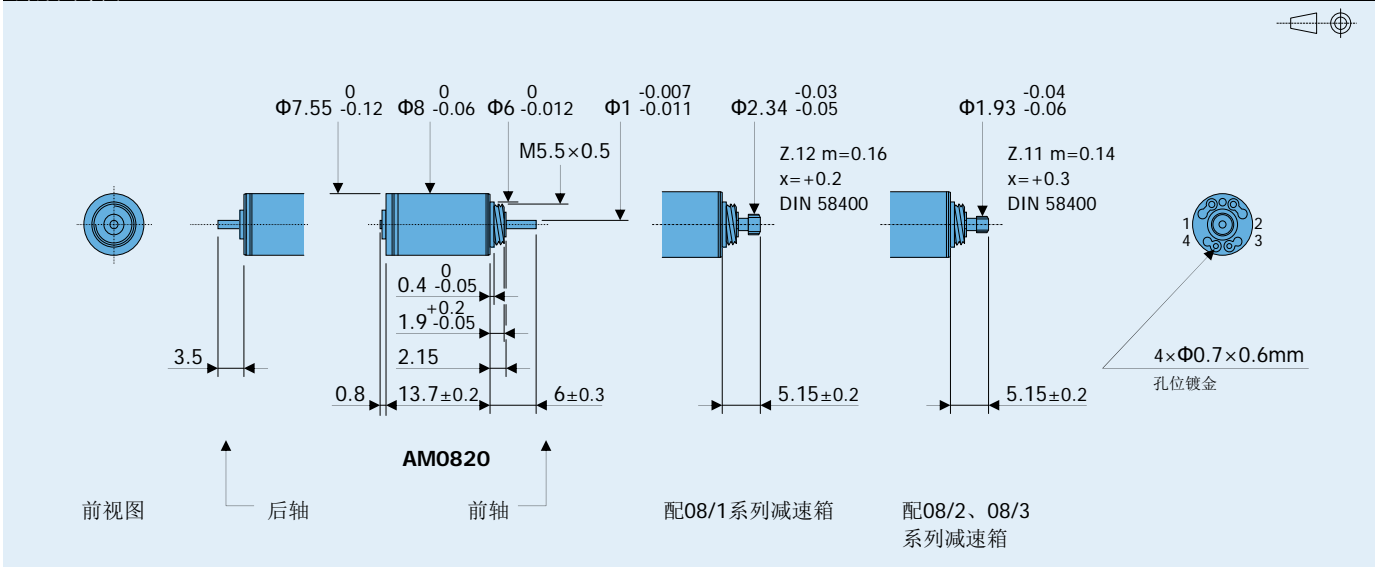 Φ7.55 0 -0.12
Φ8 0 -0.06
Φ6 0 -0.012
Φ1 -0.007 -0.011
Φ2.34 -0.03 -0.05
Φ1.93 -0.04 -0.06
M5.5×0.5
Z.12 m=0.16
x=+0.2
DIN 58400
Z.11 m=0.14
x=+0.3
DIN 58400
1
2
4
3
0.4 0 -0.05
1.9 +0.2 -0.05
3.5
2.15
4×Φ0.7×0.6mm
孔位镀金
0.8
13.7±0.2
6±0.3
5.15±0.2
5.15±0.2
AM0820
前视图
后轴
前轴
配08/1系列减速箱
配08/2、08/3
系列减速箱